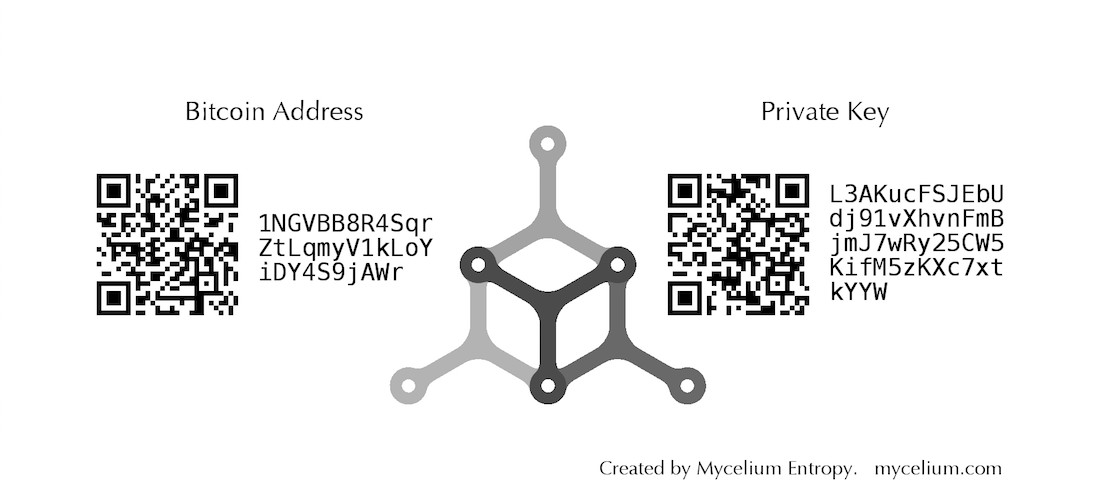 Bitcoin Address
Private Key
1NGVBB8R4Sqr
ZtLqmyV1kLoY
iDY4S9jAWr
L3AKucFSJEbU
dj91vXhvnFmB
jmJ7wRy25CW5
KifM5zKXc7xt
kYYW
Created by Mycelium Entropy. mycelium.com